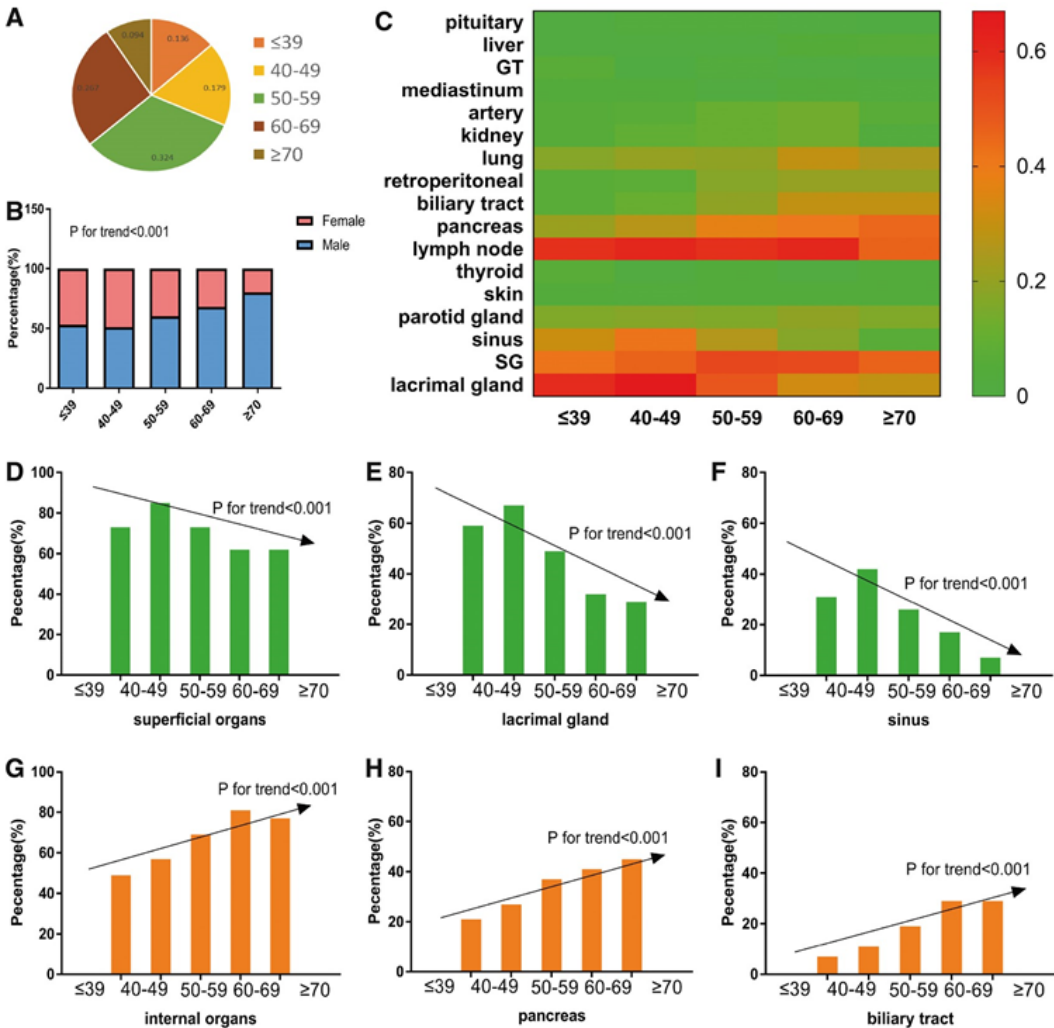 A
0.094
0.136
0.179
0.324
≤39
40-49
50-59
60-69
≥70
B
150
100
50
0
Percentage(%)
P for trend<0.001
Female
Male
≤39
40-49
50-59
60-69
≥70
C
pituitary
liver
GT
mediastinum
artery
kidney
lung
retroperitoneal
biliary tract
pancreas
lymph node
thyroid
skin
parotid gland
sinus
SG
lacrimal gland
≤39 40-49 50-59 60-69 ≥70
0.6
0.4
0.2
0
D
100
80
60
40
20
0
Pecentage(%)
P for trend<0.001
≤39 40-49 50-59 60-69 ≥70
superficial organs
E
80
60
40
20
0
Pecentage(%)
P for trend<0.001
≤39 40-49 50-59 60-69 ≥70
lacrimal gland
F
80
60
40
20
0
Pecentage(%)
P for trend<0.001
≤39 40-49 50-59 60-69 ≥70
sinus
G
100
80
60
40
20
0
Pecentage(%)
P for trend<0.001
≤39 40-49 50-59 60-69 ≥70
internal organs
H
80
60
40
20
0
Pecentage(%)
P for trend<0.001
≤39 40-49 50-59 60-69 ≥70
pancreas
I
80
60
40
20
0
Pecentage(%)
P for trend<0.001
≤39 40-49 50-59 60-69 ≥70
biliary tract